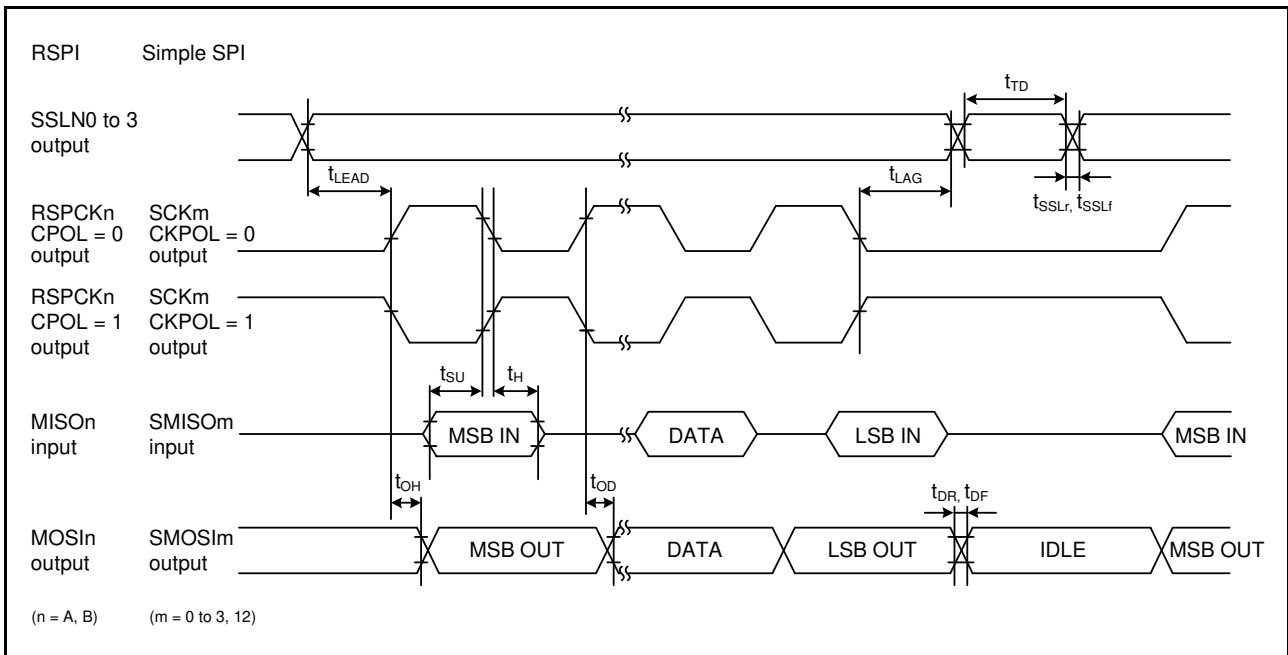 RSPI Simple SPI
SSLN0 to 3
output
tTD
tLEAD
tLAG
tSSLr, tSSLf
RSPCKn SCKm
CPOL = 0 CKPOL = 0
output output
RSPCKn SCKm
CPOL = 1 CKPOL = 1
output output
tSU tH
MISOn SMISOm
input input
MSB IN DATA LSB IN MSB IN
tOH tOD tDR, tDF
MOSIn SMOSIm
output output
MSB OUT DATA LSB OUT IDLE MSB OUT
(n = A, B) (m = 0 to 3, 12)